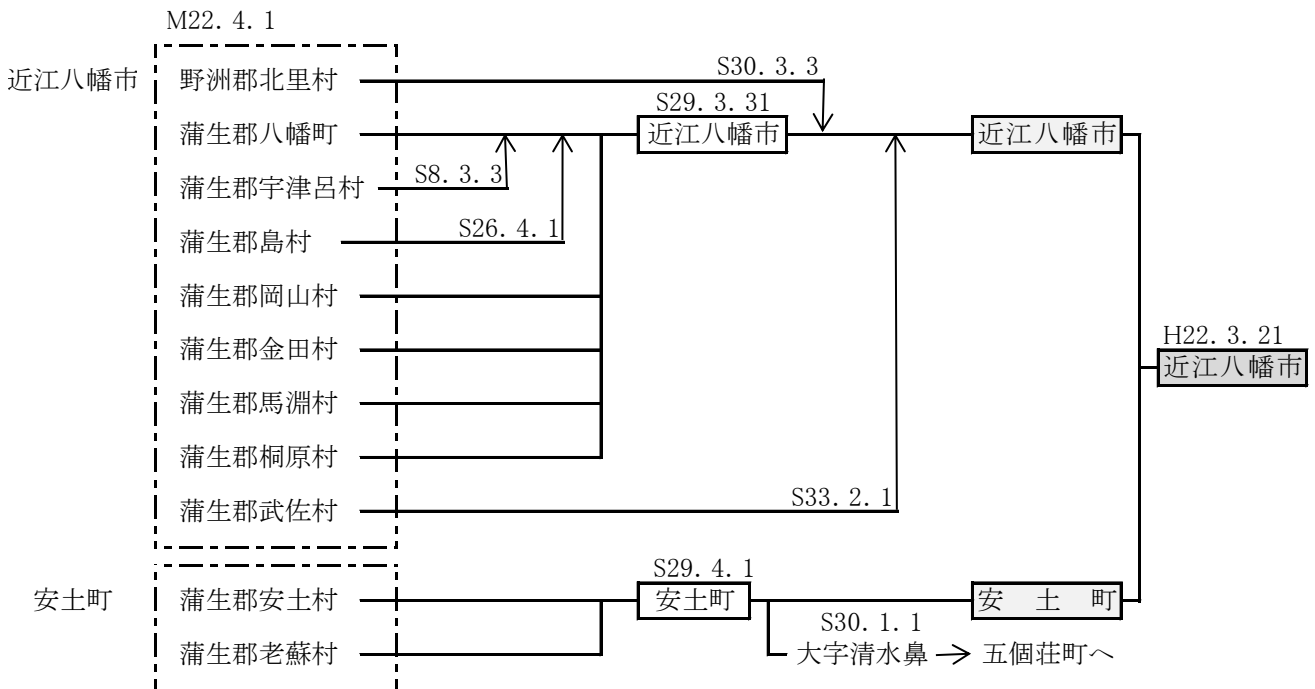 M22. 4. 1
近江八幡市
野洲郡北里村
S30. 3. 3
S29. 3. 31
蒲生郡八幡町
近江八幡市
近江八幡市
蒲生郡宇津呂村
S8. 3. 3
蒲生郡島村
S26. 4. 1
蒲生郡岡山村
蒲生郡金田村
H22. 3. 21
近江八幡市
蒲生郡馬淵村
蒲生郡桐原村
蒲生郡武佐村
S33. 2. 1
S29. 4. 1
安土町
蒲生郡安土村
安土町
安　土　町
S30. 1. 1
蒲生郡老蘇村
大字清水鼻
五個荘町へ